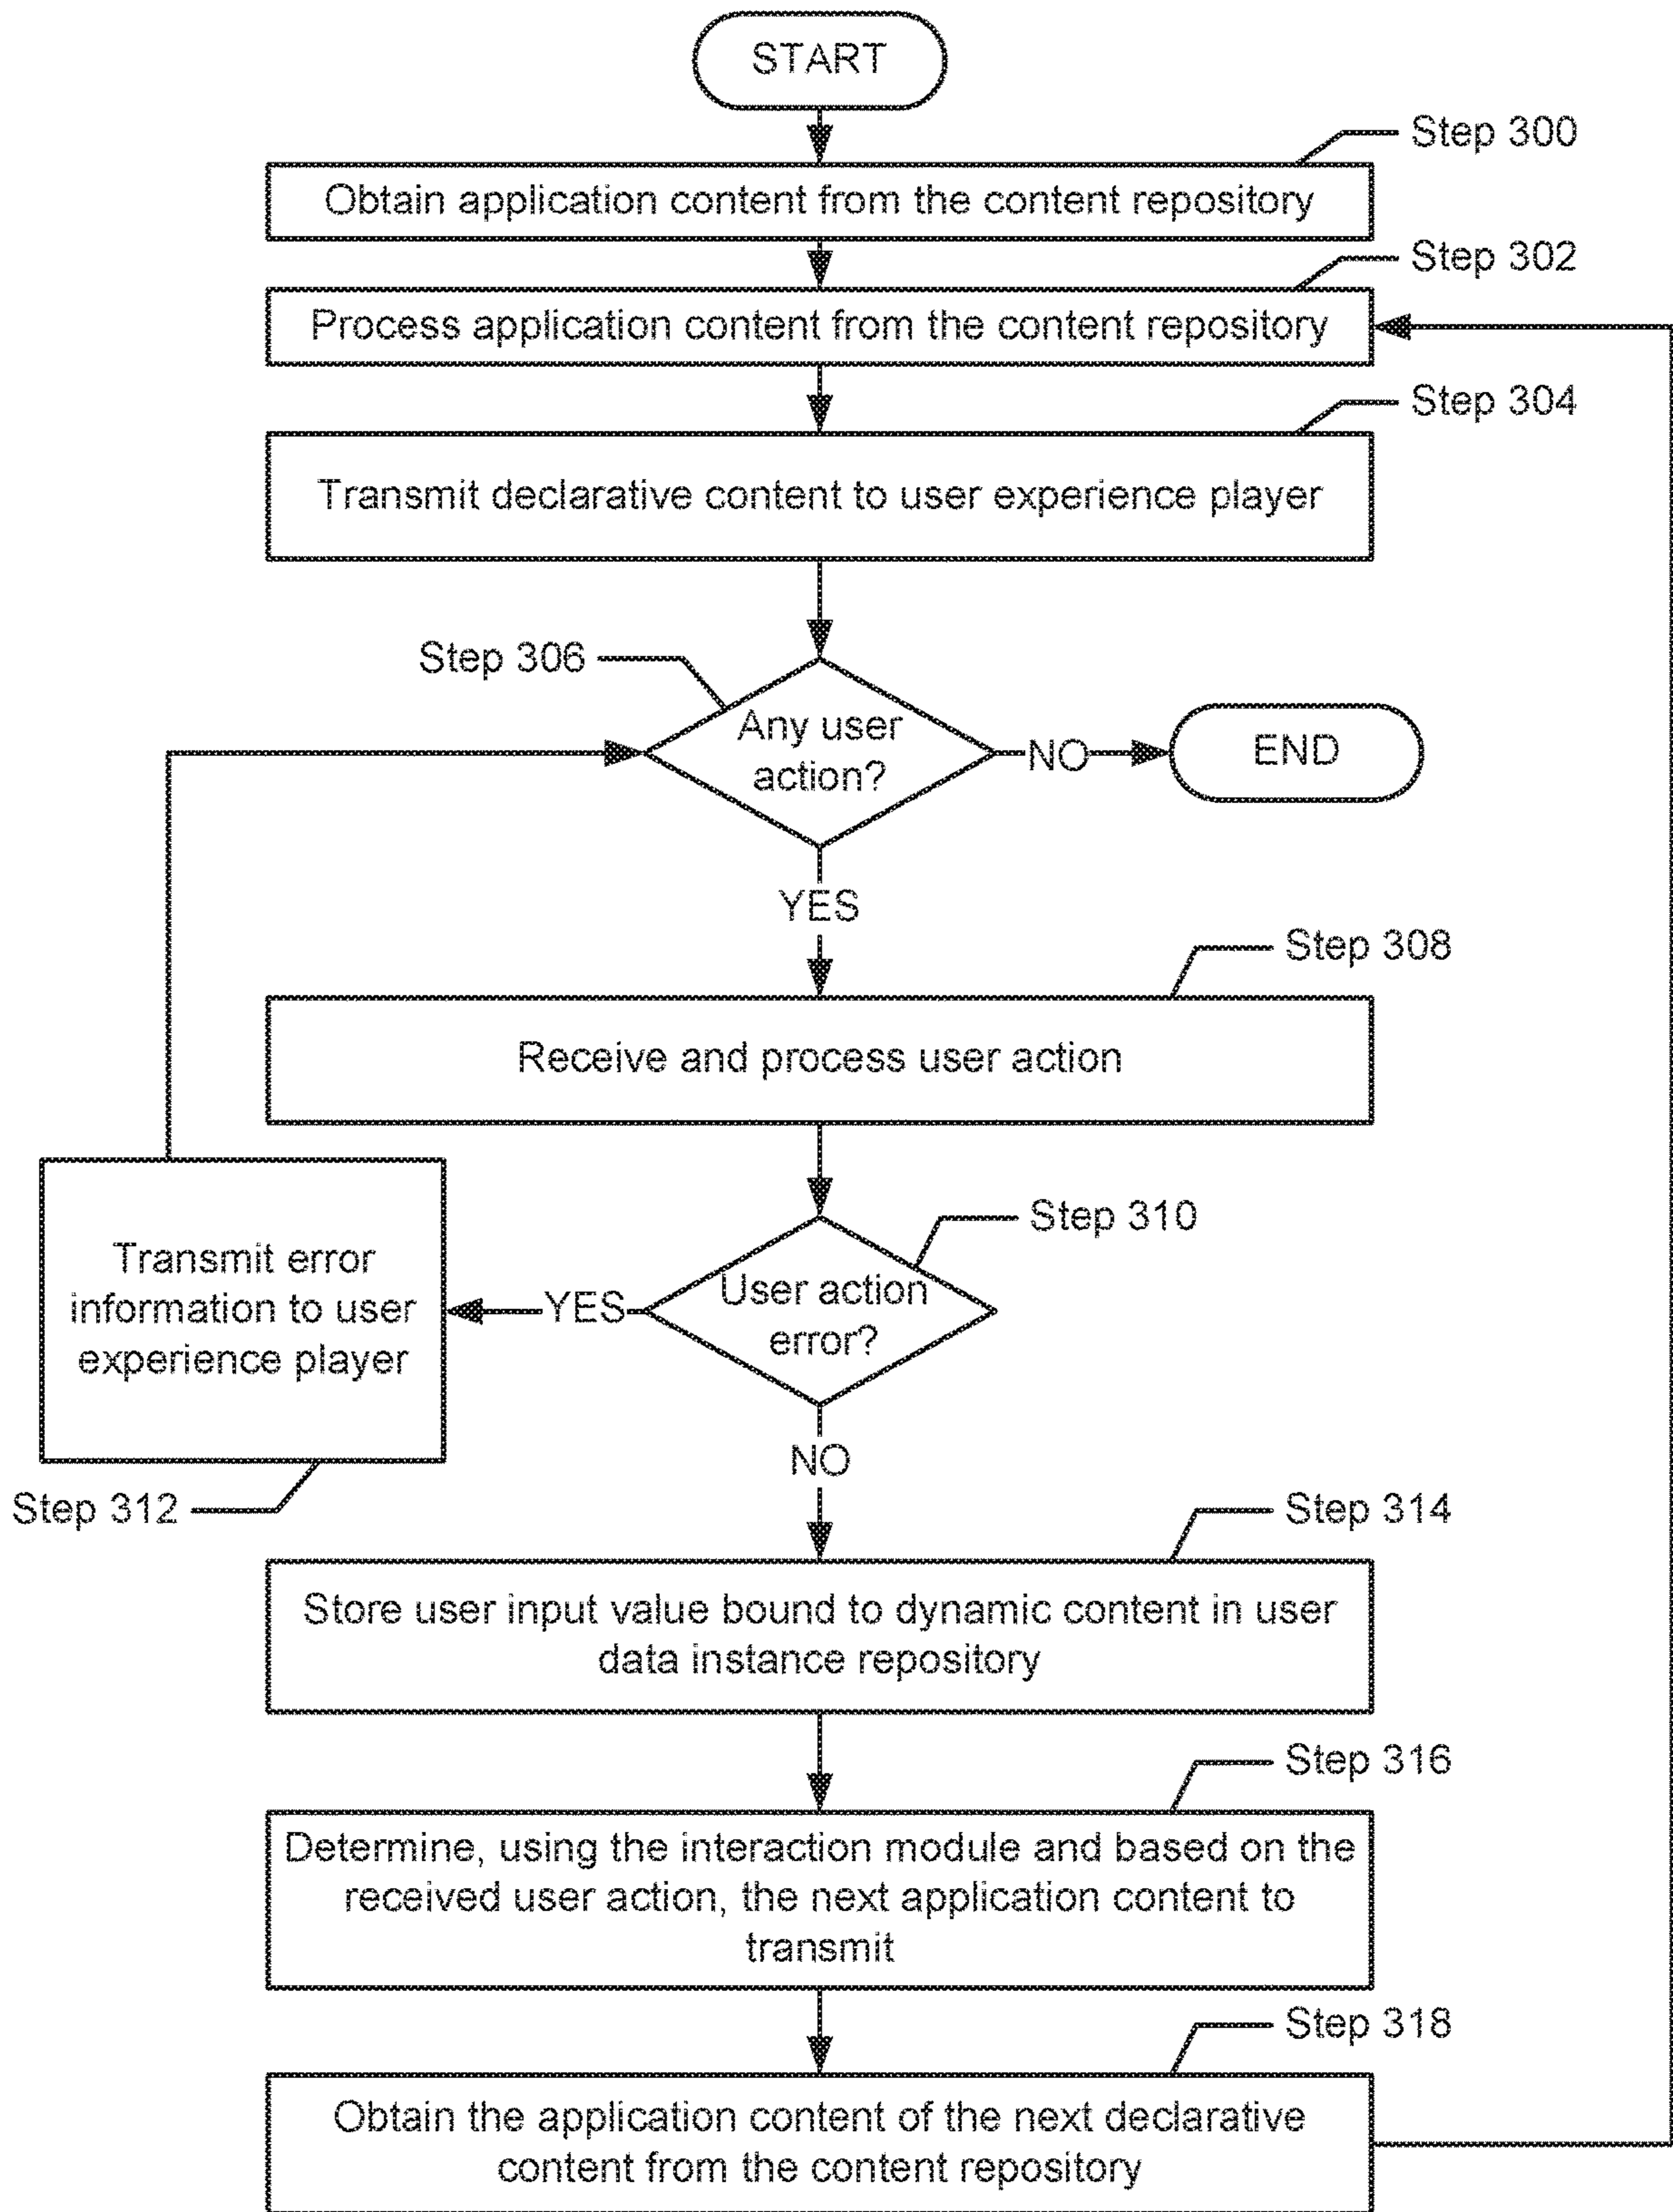 START
Step 300
Obtain application content from the content repository
Step 302
Process application content from the content repository
Step 304
Transmit declarative content to user experience player
Step 306
Any user
action?
NO
END
YES
Step 308
Receive and process user action
Step 310
User action
error?
YES
Transmit error
information to user
experience player
Step 312
NO
Step 314
Store user input value bound to dynamic content in user
data instance repository
Step 316
Determine, using the interaction module and based on the
received user action, the next application content to
transmit
Step 318
Obtain the application content of the next declarative
content from the content repository